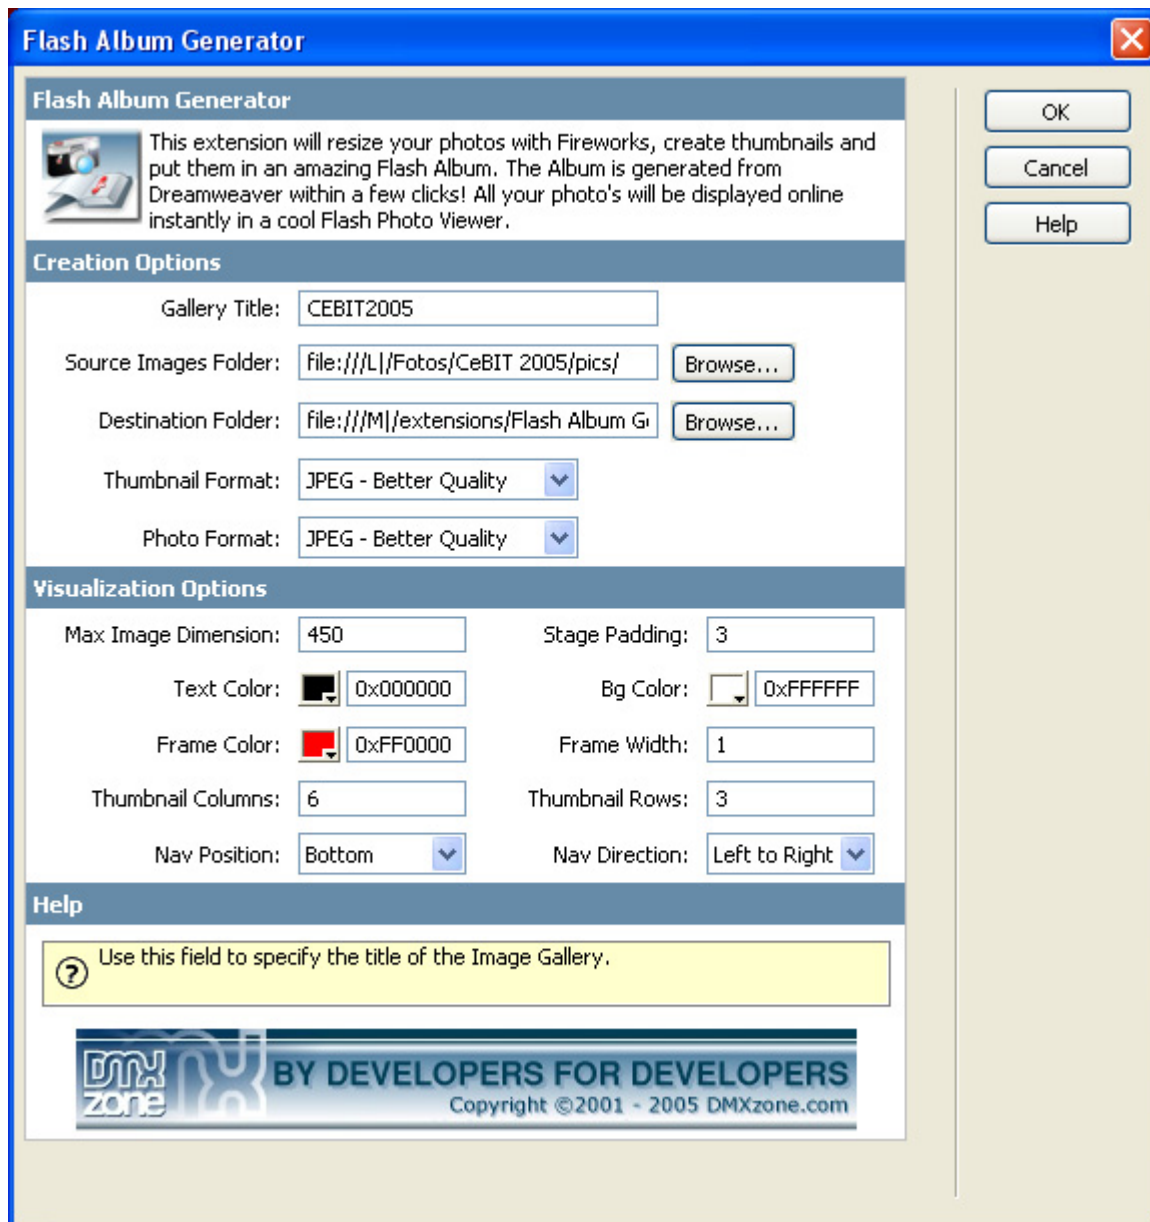 Flash Album Generator
Flash Album Generator
This extension will resize your photos with Fireworks, create thumbnails and
put them in an amazing Flash Album. The Album is generated from
Dreamweaver within a few clicks! All your photo's will be displayed online
instantly in a cool Flash Photo Viewer.
OK
Cancel
Help
Creation Options
Gallery Title: CEBIT2005
Source Images Folder: file:///L|/Fotos/CeBIT 2005/pics/ Browse...
Destination Folder: file:///M|/extensions/Flash Album G Browse...
Thumbnail Format: JPEG - Better Quality
Photo Format: JPEG - Better Quality
Visualization Options
Max Image Dimension: 450 Stage Padding: 3
Text Color: 0x000000 Bg Color: 0xFFFFFF
Frame Color: 0xFF0000 Frame Width: 1
Thumbnail Columns: 6 Thumbnail Rows: 3
Nav Position: Bottom Nav Direction: Left to Right
Help
Use this field to specify the title of the Image Gallery.
DMX zone
BY DEVELOPERS FOR DEVELOPERS
Copyright ©2001 - 2005 DMXzone.com